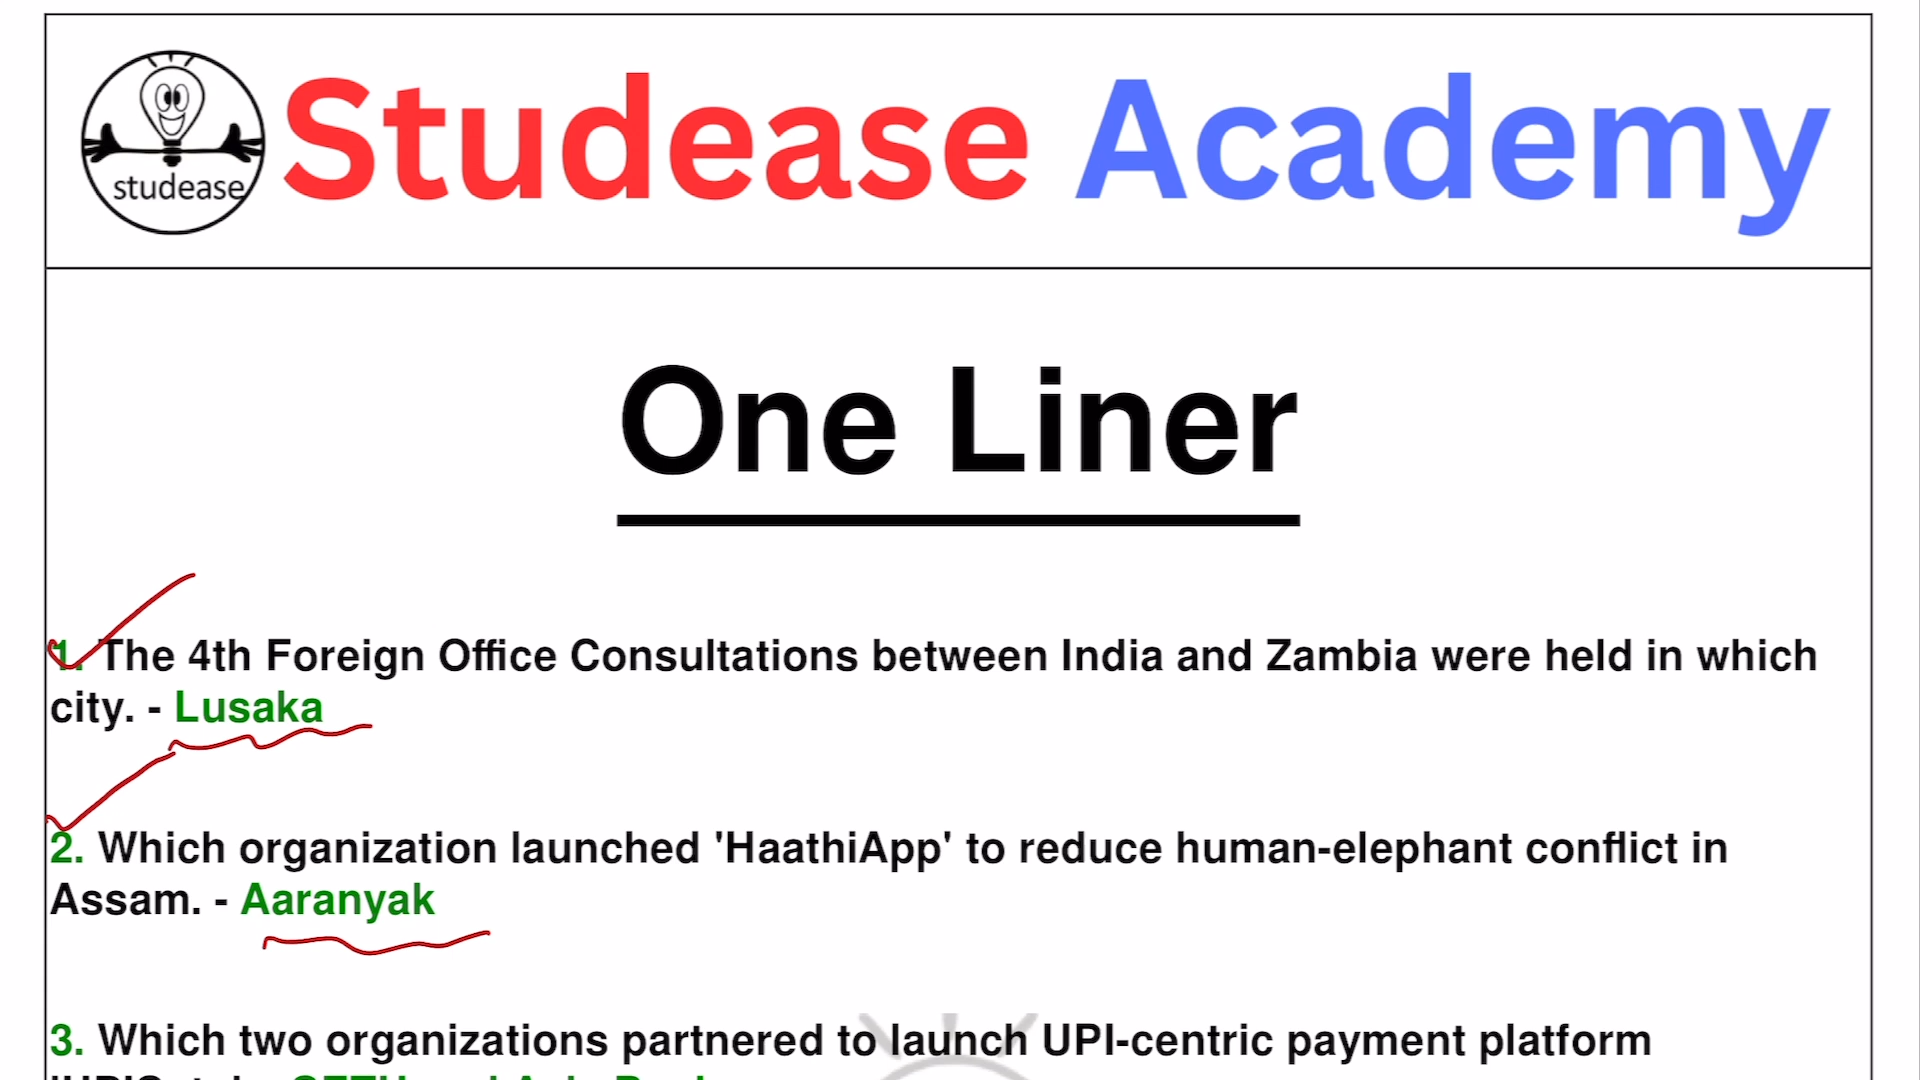 studease
Studease Academy
One Liner
1. The 4th Foreign Office Consultations between India and Zambia were held in which
city. - Lusaka
2. Which organization launched 'HaathiApp' to reduce human-elephant conflict in
Assam. - Aaranyak
3. Which two organizations partnered to launch UPI-centric payment platform